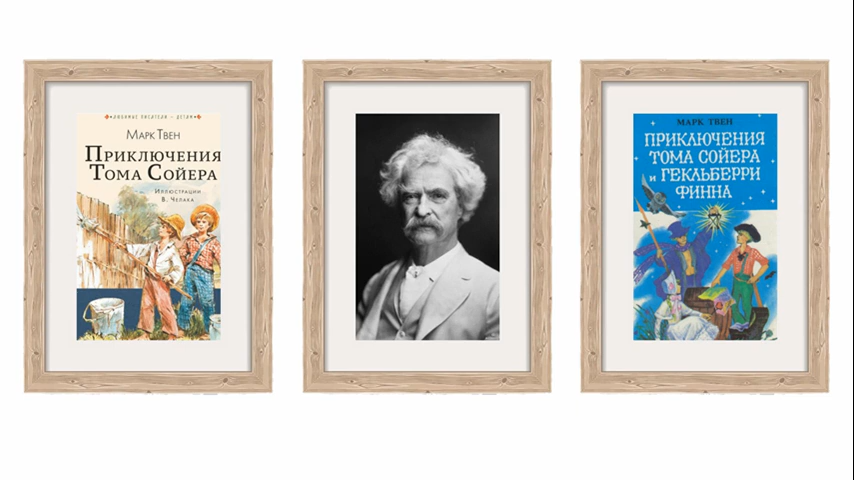 ЛЮБИМЫЕ ПИСАТЕЛИ – ДЕТЯМ
МАРК ТВЕН
ПРИКЛЮЧЕНИЯ
ТОМА СОЙЕРА
ИЛЛЮСТРАЦИИ
В. ЧЕЛАКА
МАРК ТВЕН
ПРИКЛЮЧЕНИЯ
ТОМА СОЙЕРА
и ГЕКЛЬБЕРРИ
ФИННА